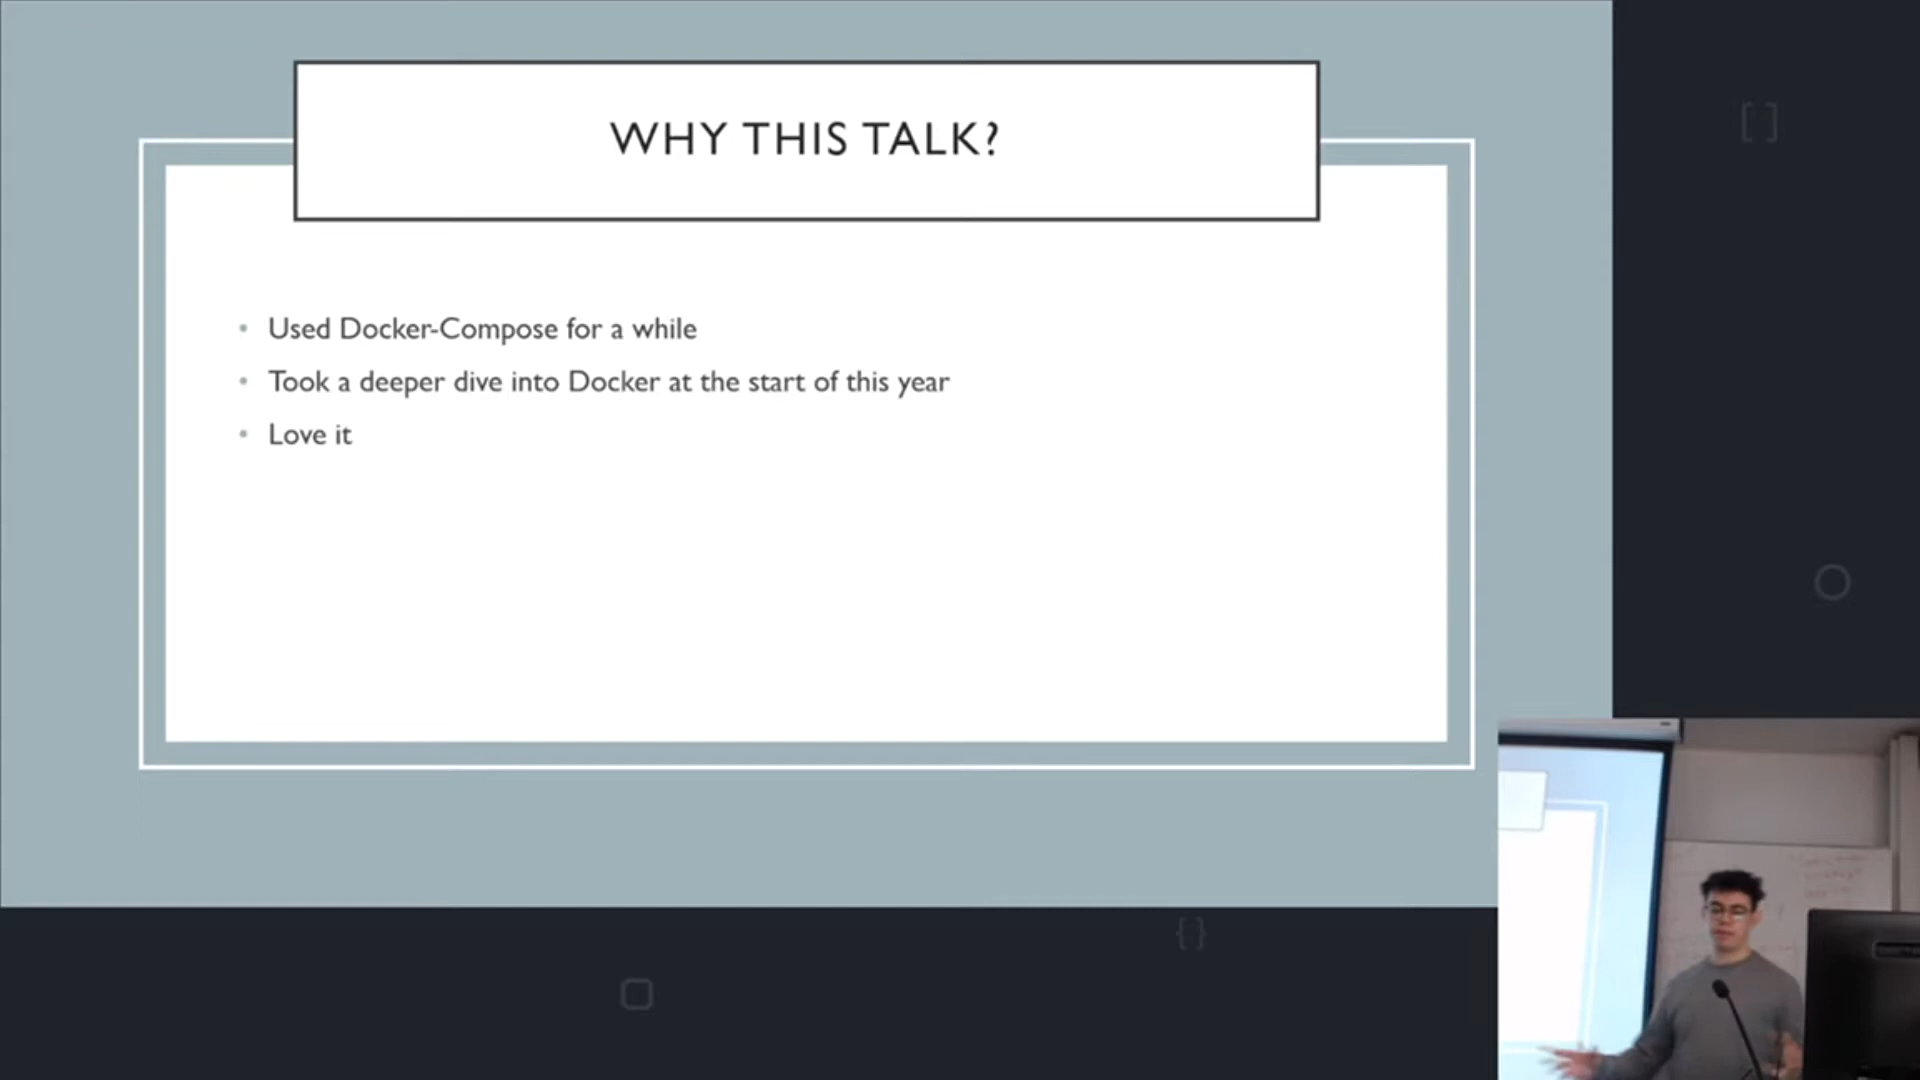 WHY THIS TALK?
• Used Docker-Compose for a while
• Took a deeper dive into Docker at the start of this year
• Love it